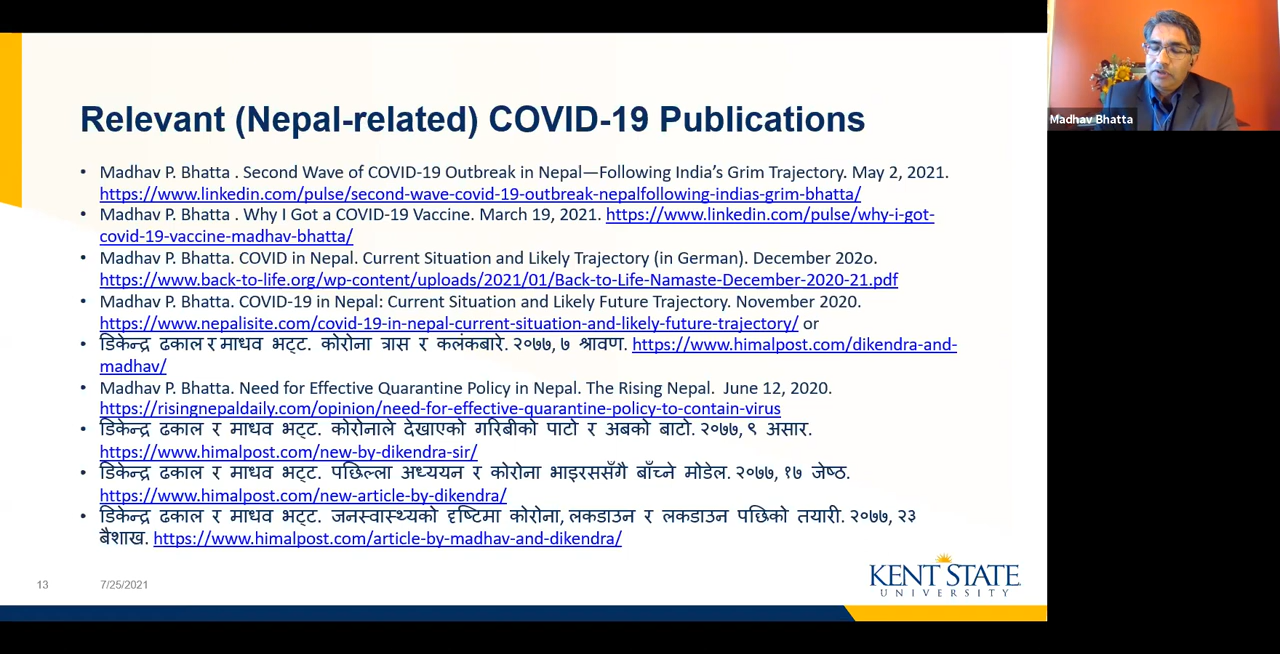 Relevant (Nepal-related) COVID-19 Publications
Madhav Bhatta
• Madhav P. Bhatta . Second Wave of COVID-19 Outbreak in Nepal—Following India’s Grim Trajectory. May 2, 2021.
https://www.linkedin.com/pulse/second-wave-covid-19-outbreak-nepalfollowing-indias-grim-bhatta/
• Madhav P. Bhatta . Why I Got a COVID-19 Vaccine. March 19, 2021. https://www.linkedin.com/pulse/why-i-got-
covid-19-vaccine-madhav-bhatta/
• Madhav P. Bhatta. COVID in Nepal. Current Situation and Likely Trajectory (in German). December 202o.
https://www.back-to-life.org/wp-content/uploads/2021/01/Back-to-Life-Namaste-December-2020-21.pdf
• Madhav P. Bhatta. COVID-19 in Nepal: Current Situation and Likely Future Trajectory. November 2020.
https://www.nepalisite.com/covid-19-in-nepal-current-situation-and-likely-future-trajectory/ or
• डिकेन्द्र ढकाल र माधव भट्ट. कोरोना त्रास र कलंकबारे. २०७७, ७ श्रावण. https://www.himalpost.com/dikendra-and-
madhav/
• Madhav P. Bhatta. Need for Effective Quarantine Policy in Nepal. The Rising Nepal. June 12, 2020.
https://risingnepaldaily.com/opinion/need-for-effective-quarantine-policy-to-contain-virus
• डिकेन्द्र ढकाल र माधव भट्ट. कोरोनाले देखाएको गरिबीको पाटो र अबको बाटो. २०७७, ९ असार.
https://www.himalpost.com/new-by-dikendra-sir/
• डिकेन्द्र ढकाल र माधव भट्ट. पछिल्ला अध्ययन र कोरोना भाइरससँगै बाँच्ने मोडेल. २०७७, १७ जेष्ठ.
https://www.himalpost.com/new-article-by-dikendra/
• डिकेन्द्र ढकाल र माधव भट्ट. जनस्वास्थ्यको दृष्टिमा कोरोना, लकडाउन र लकडाउन पछिको तयारी. २०७७, २३
बैशाख. https://www.himalpost.com/article-by-madhav-and-dikendra/
13 7/25/2021
KENT STATE
UNIVERSITY